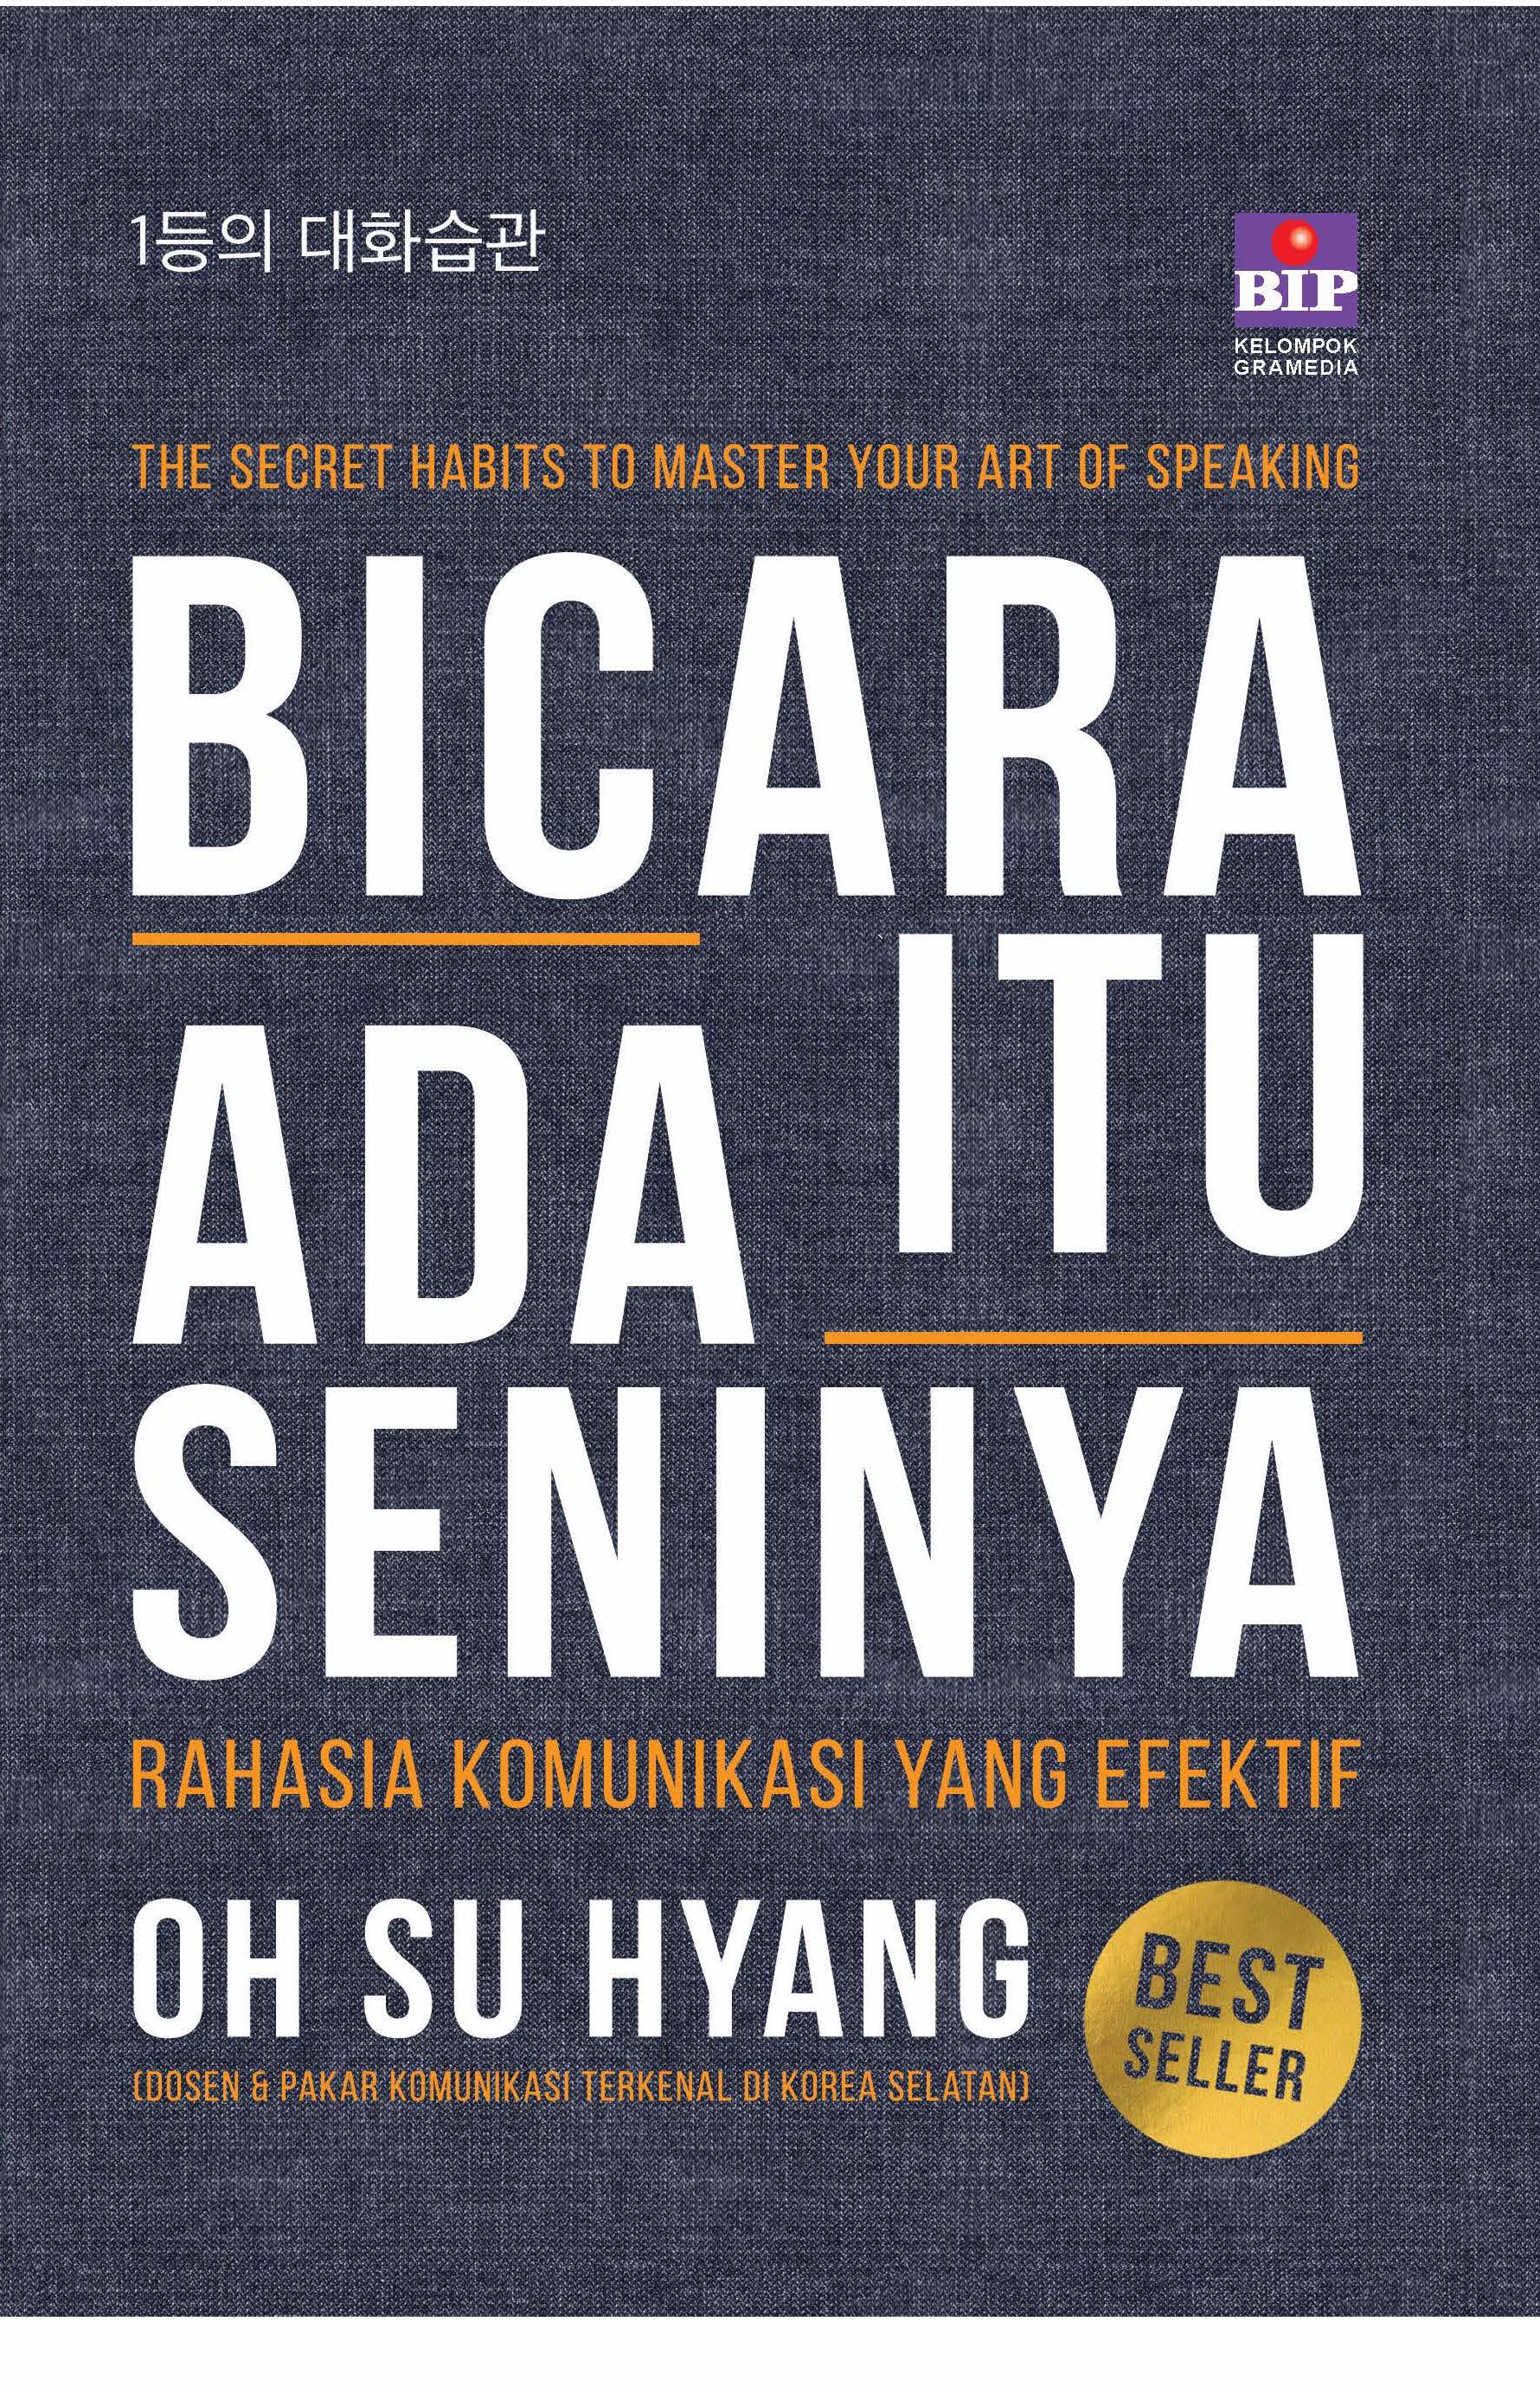 1등의 대화습관
BIP
KELOMPOK
GRAMEDIA
THE SECRET HABITS TO MASTER YOUR ART OF SPEAKING
BICARA
ITU
ADA
SENINYA
RAHASIA KOMUNIKASI YANG EFEKTIF
OH SU HYANG
(DOSEN & PAKAR KOMUNIKASI TERKENAL DI KOREA SELATAN)
BEST
SELLER